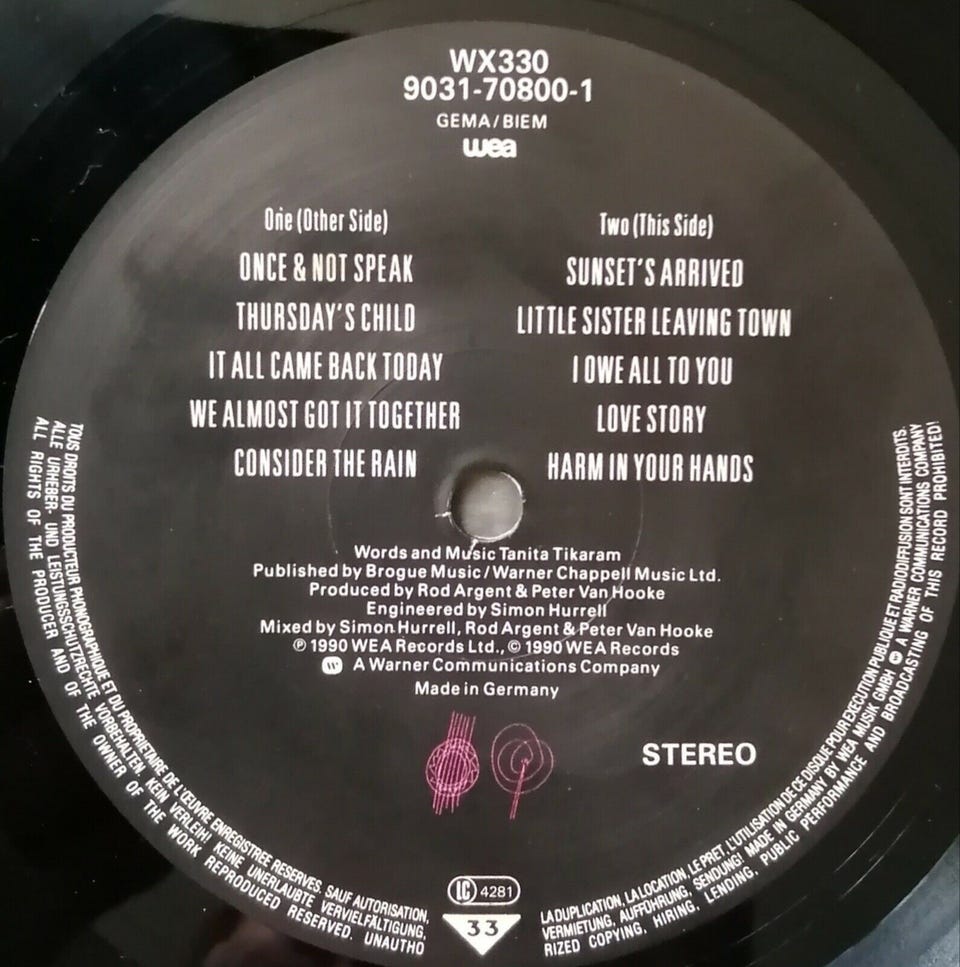 WX330
9031-70800-1
GEMA/BIEM
wea
One (Other Side)
ONCE & NOT SPEAK
THURSDAY'S CHILD
IT ALL CAME BACK TODAY
WE ALMOST GOT IT TOGETHER
CONSIDER THE RAIN
Two (This Side)
SUNSET'S ARRIVED
LITTLE SISTER LEAVING TOWN
I OWE ALL TO YOU
LOVE STORY
HARM IN YOUR HANDS
Words and Music Tanita Tikaram
Published by Brogue Music/Warner Chappell Music Ltd.
Produced by Rod Argent & Peter Van Hooke
Engineered by Simon Hurrell
Mixed by Simon Hurrell, Rod Argent & Peter Van Hooke
℗ 1990 WEA Records Ltd., © 1990 WEA Records
A Warner Communications Company
Made in Germany
STEREO
LC 4281
33
TOUS DROITS DU PRODUCTEUR PHONOGRAPHIQUE ET DU PROPRIETAIRE DE L'ŒUVRE ENREGISTREE RESERVES. SAUF AUTORISATION, LA DUPLICATION, LA LOCATION, LE PRET, L'UTILISATION DE CE DISQUE POUR EXECUTION PUBLIQUE ET RADIODIFFUSION SONT INTERDITS.
ALLE URHEBER- UND LEISTUNGSSCHUTZRECHTE VORBEHALTEN. KEIN VERLEIH! KEINE UNERLAUBTE VERVIELFÄLTIGUNG, VERMIETUNG, AUFFÜHRUNG, SENDUNG! MADE IN GERMANY BY WEA MUSIK GMBH A WARNER COMMUNICATIONS COMPANY
ALL RIGHTS OF THE PRODUCER AND OF THE OWNER OF THE WORK REPRODUCED RESERVED. UNAUTHORIZED COPYING, HIRING, LENDING, PUBLIC PERFORMANCE AND BROADCASTING OF THIS RECORD PROHIBITED!